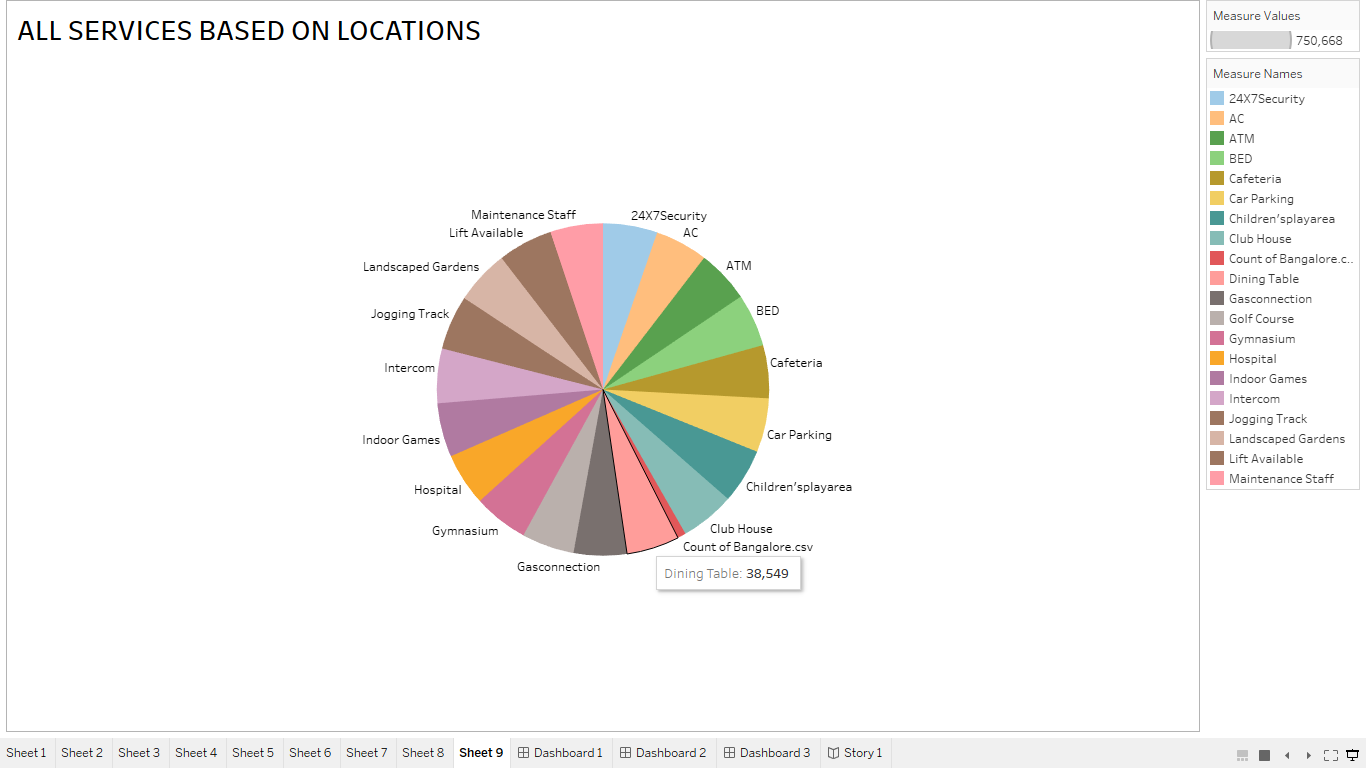 ALL SERVICES BASED ON LOCATIONS
Maintenance Staff
24X7Security
Lift Available
AC
Landscaped Gardens
ATM
Jogging Track
BED
Intercom
Cafeteria
Indoor Games
Car Parking
Hospital
Children'splayarea
Gymnasium
Club House
Count of Bangalore.csv
Gasconnection
Dining Table: 38,549
Measure Values
750,668
Measure Names
24X7Security
AC
ATM
BED
Cafeteria
Car Parking
Children'splayarea
Club House
Count of Bangalore.c..
Dining Table
Gasconnection
Golf Course
Gymnasium
Hospital
Indoor Games
Intercom
Jogging Track
Landscaped Gardens
Lift Available
Maintenance Staff
Sheet 1 Sheet 2 Sheet 3 Sheet 4 Sheet 5 Sheet 6 Sheet 7 Sheet 8 Sheet 9 Dashboard 1 Dashboard 2 Dashboard 3 Story 1